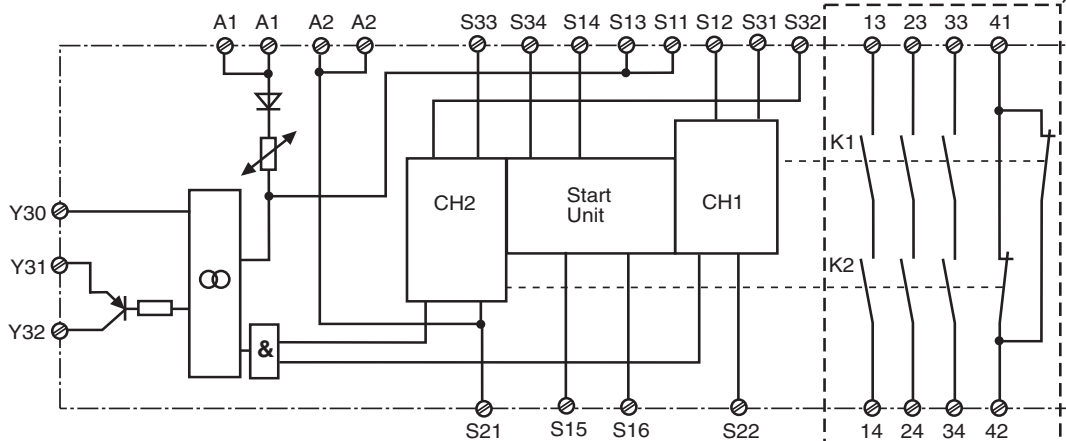 A1 A1 A2 A2 S33 S34 S14 S13 S11 S12 S31 S32 13 23 33 41
K1
CH2
Start
Unit
CH1
Y30
Y31
K2
Y32
&
S21 S15 S16 S22 14 24 34 42